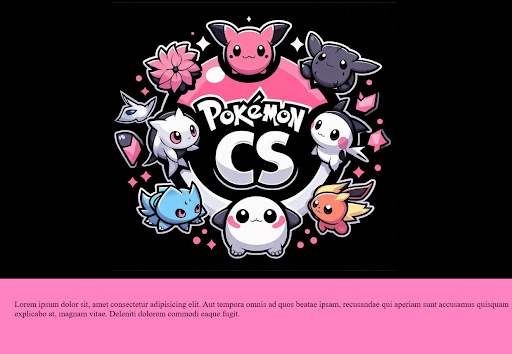 POKéMON
CS
Lorem ipsum dolor sit, amet consectetur adipisicing elit. Aut tempora omnis ad quos beatae ipsam, recusandae qui aperiam sunt accusamus quisquam
explicabo at, magnam vitae. Deleniti dolorem commodi eaque fugit.